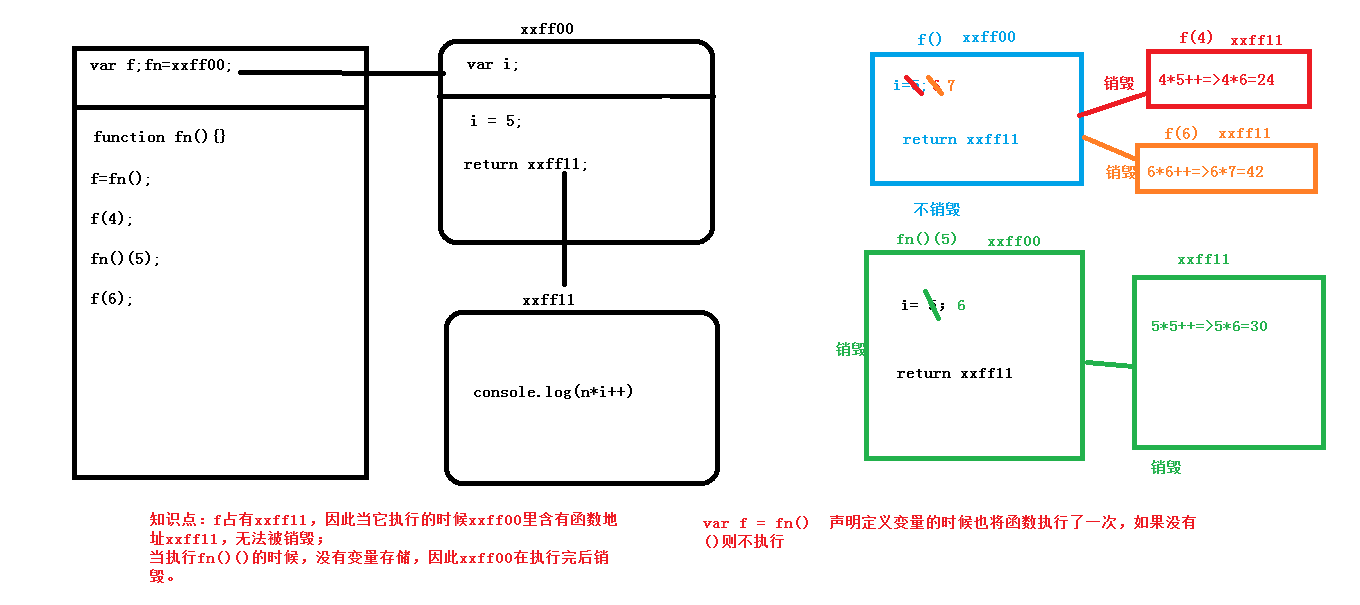 var f;fn=xxff00;
function fn(){}
f=fn();
f(4);
fn()(5);
f(6);
xxff00
var i;
i = 5;
return xxff11;
xxff11
console.log(n*i++)
f() xxff00
i=5;6 7
return xxff11
不销毁
f(4) xxff11
销毁
4*5++=>4*6=24
f(6) xxff11
销毁
6*6++=>6*7=42
fn()(5) xxff00
i= 5; 6
return xxff11
销毁
xxff11
5*5++=>5*6=30
销毁
知识点：f占有xxff11，因此当它执行的时候xxff00里含有函数地
址xxff11，无法被销毁；
当执行fn()()的时候，没有变量存储，因此xxff00在执行完后销
毁。
var f = fn() 声明定义变量的时候也将函数执行了一次，如果没有
()则不执行